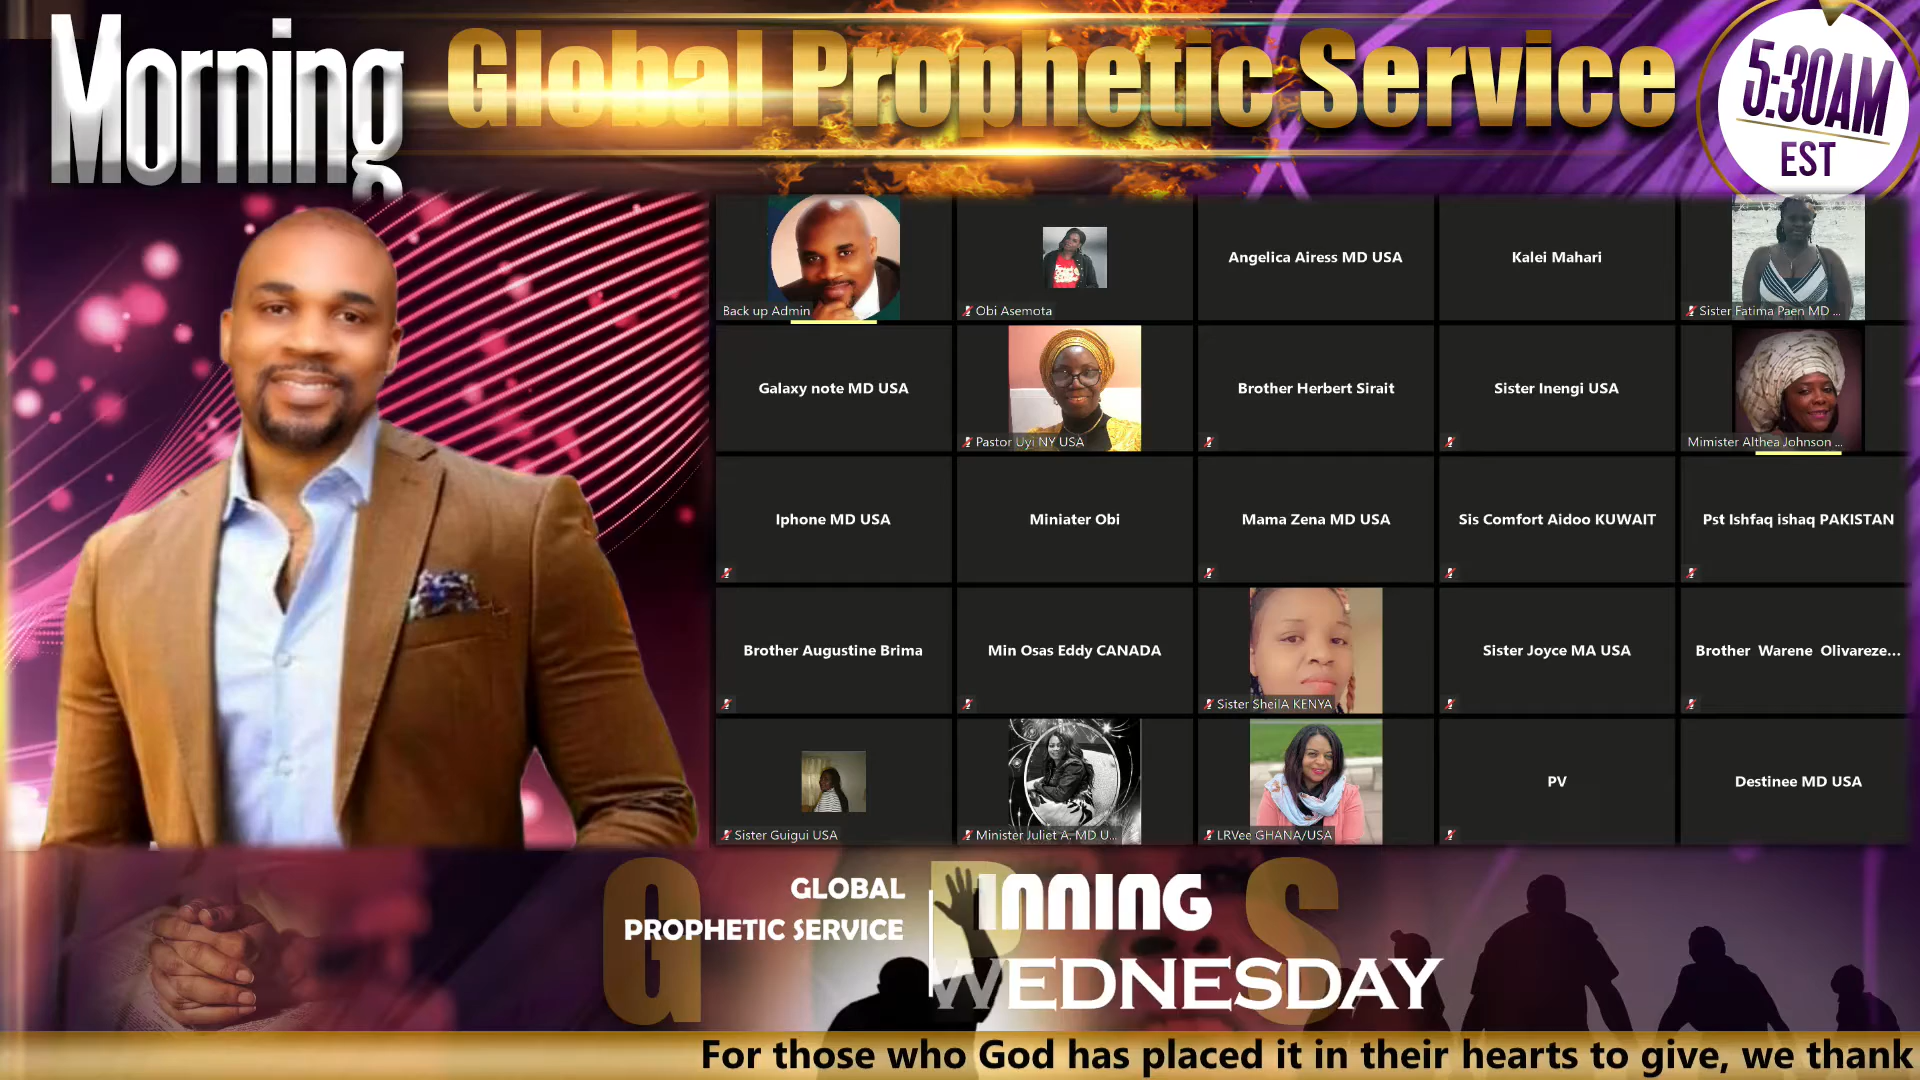 Morning
Global Prophetic Service
5:30AM
EST
Back up Admin
Obi Asemota
Angelica Airess MD USA
Kalei Mahari
Sister Fatima Paen MD ...
Galaxy note MD USA
Pastor Uyi NY USA
Brother Herbert Sirait
Sister Inengi USA
Mimister Althea Johnson ...
Iphone MD USA
Miniater Obi
Mama Zena MD USA
Sis Comfort Aidoo KUWAIT
Pst Ishfaq ishaq PAKISTAN
Brother Augustine Brima
Min Osas Eddy CANADA
Sister SheilA KENYA
Sister Joyce MA USA
Brother Warene Olivareze...
Sister Guigui USA
Minister Juliet A. MD U...
LRVee GHANA/USA
PV
Destinee MD USA
G P S
GLOBAL
PROPHETIC SERVICE
INNING
WEDNESDAY
For those who God has placed it in their hearts to give, we thank